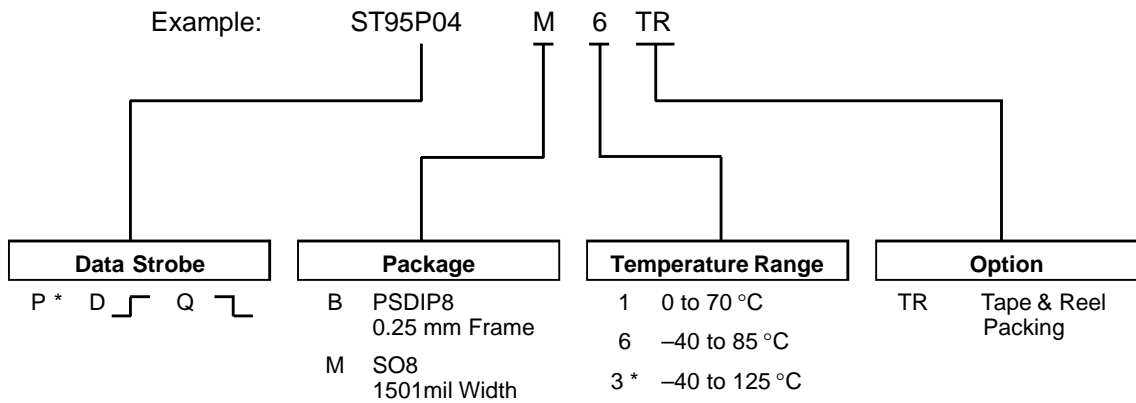 Example: ST95P04 M 6 TR
Data Strobe
P * D Q
Package
B PSDIP8
0.25 mm Frame
M SO8
1501mil Width
Temperature Range
1 0 to 70 °C
6 –40 to 85 °C
3 * –40 to 125 °C
Option
TR Tape & Reel
Packing